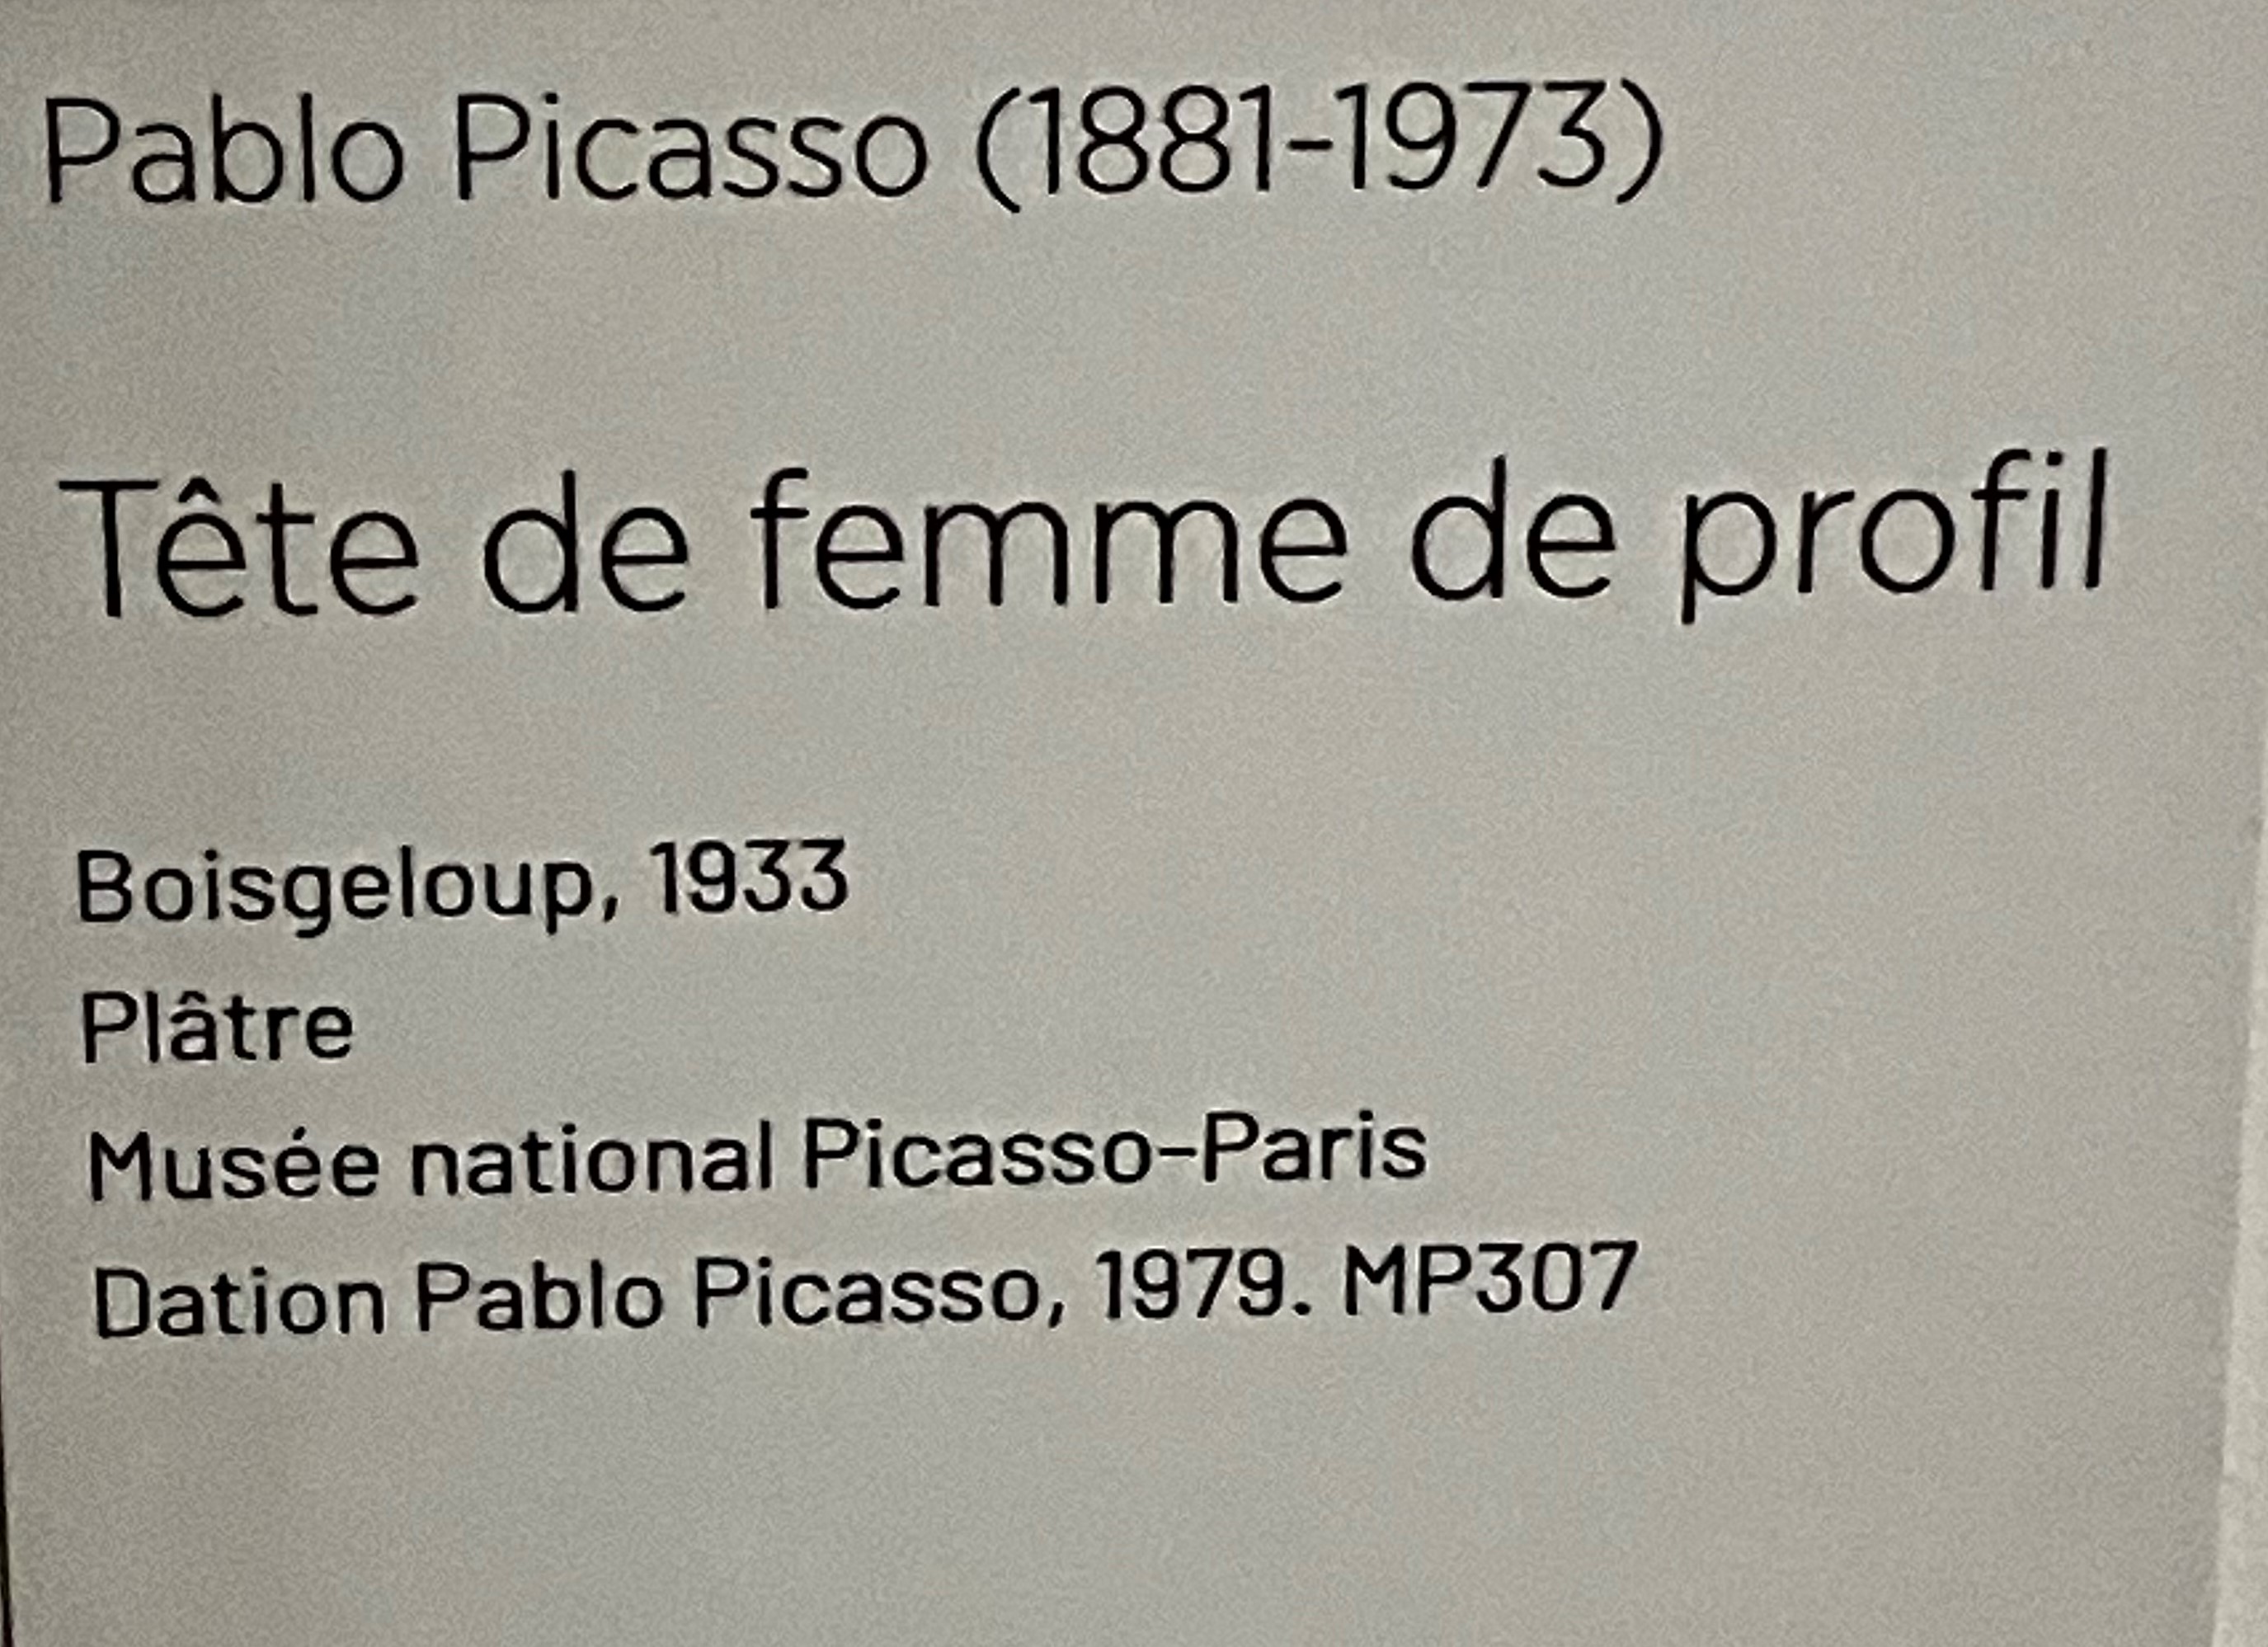 Pablo Picasso (1881-1973)
Tête de femme de profil
Boisgeloup, 1933
Plâtre
Musée national Picasso-Paris
Dation Pablo Picasso, 1979. MP307